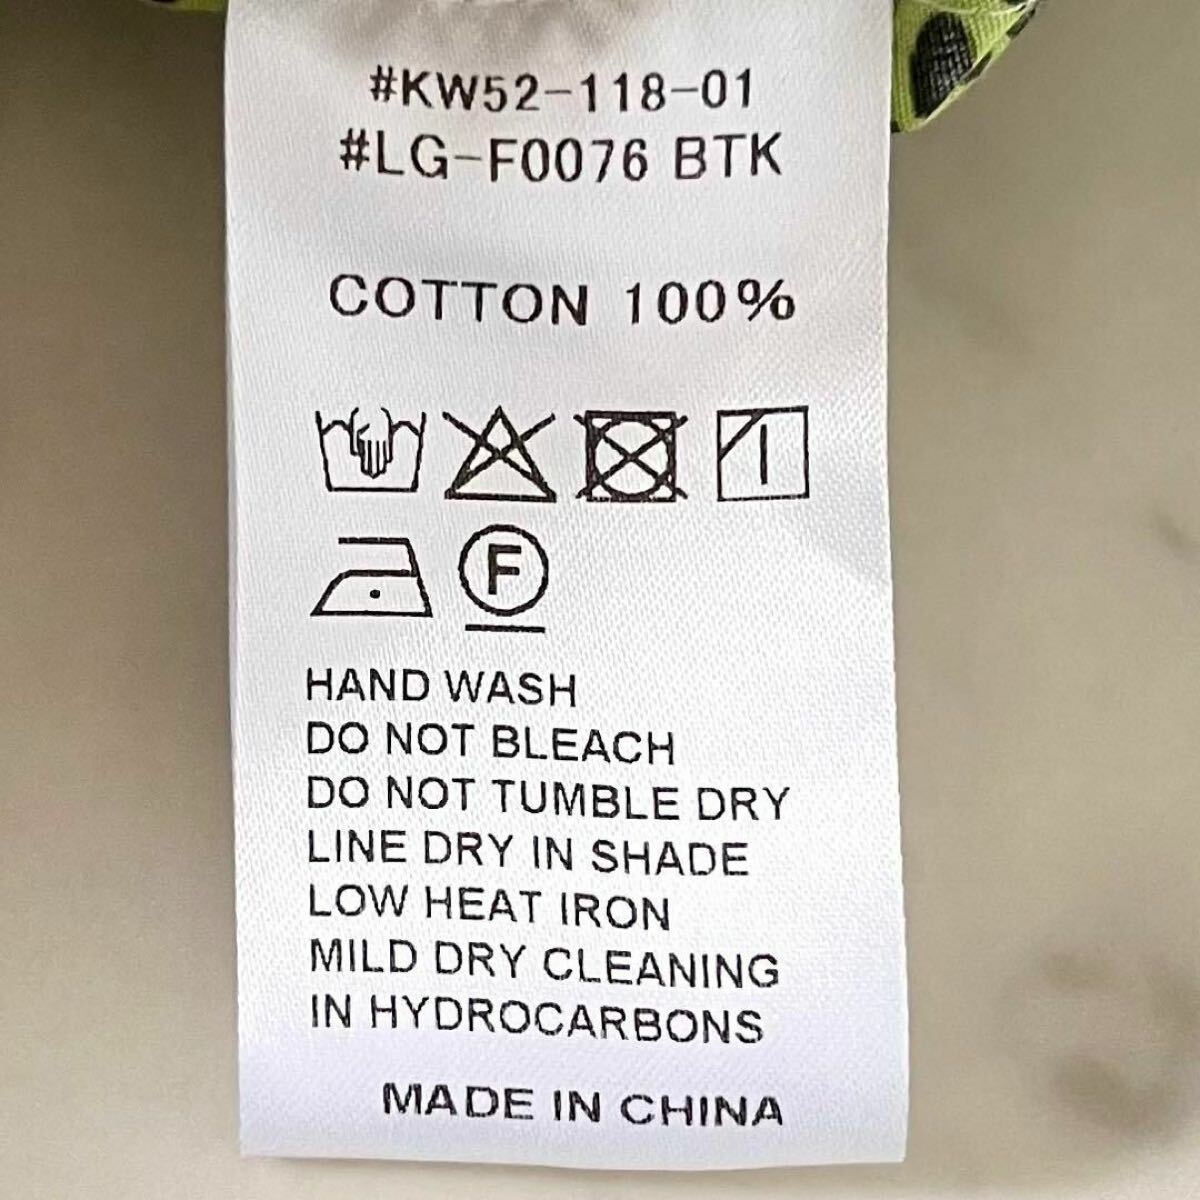 #KW52-118-01
#LG-F0076 BTK
COTTON 100%
F
HAND WASH
DO NOT BLEACH
DO NOT TUMBLE DRY
LINE DRY IN SHADE
LOW HEAT IRON
MILD DRY CLEANING
IN HYDROCARBONS
MADE IN CHINA